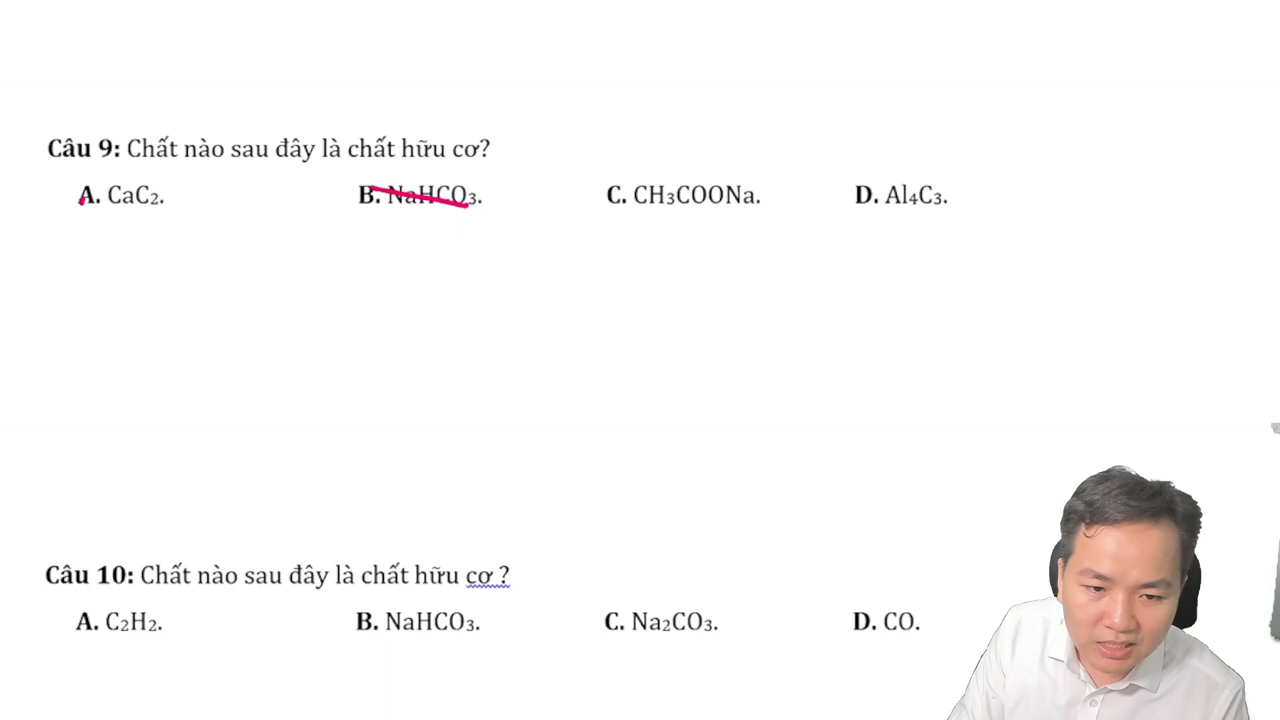 Câu 9: Chất nào sau đây là chất hữu cơ?
A. CaC₂. B. NaHCO₃. C. CH₃COONa. D. Al₄C₃.
Câu 10: Chất nào sau đây là chất hữu cơ ?
A. C₂H₂. B. NaHCO₃. C. Na₂CO₃. D. CO.